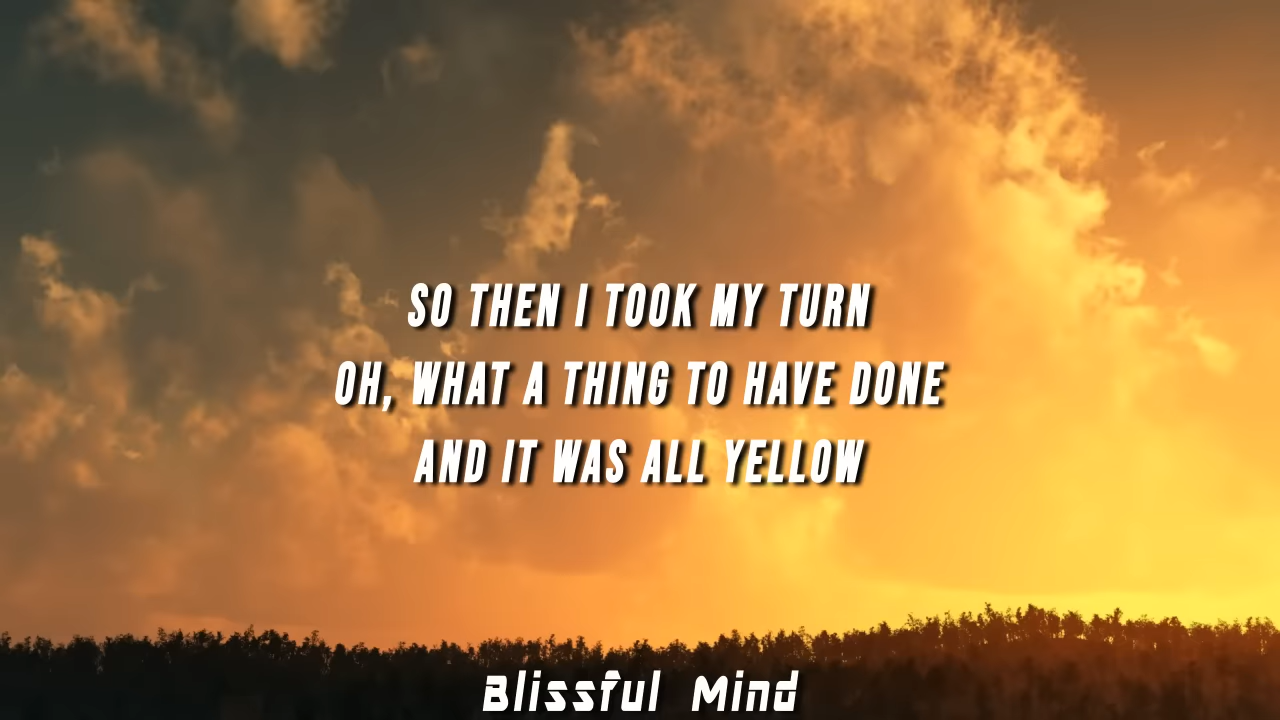 SO THEN I TOOK MY TURN
OH, WHAT A THING TO HAVE DONE
AND IT WAS ALL YELLOW
Blissful Mind